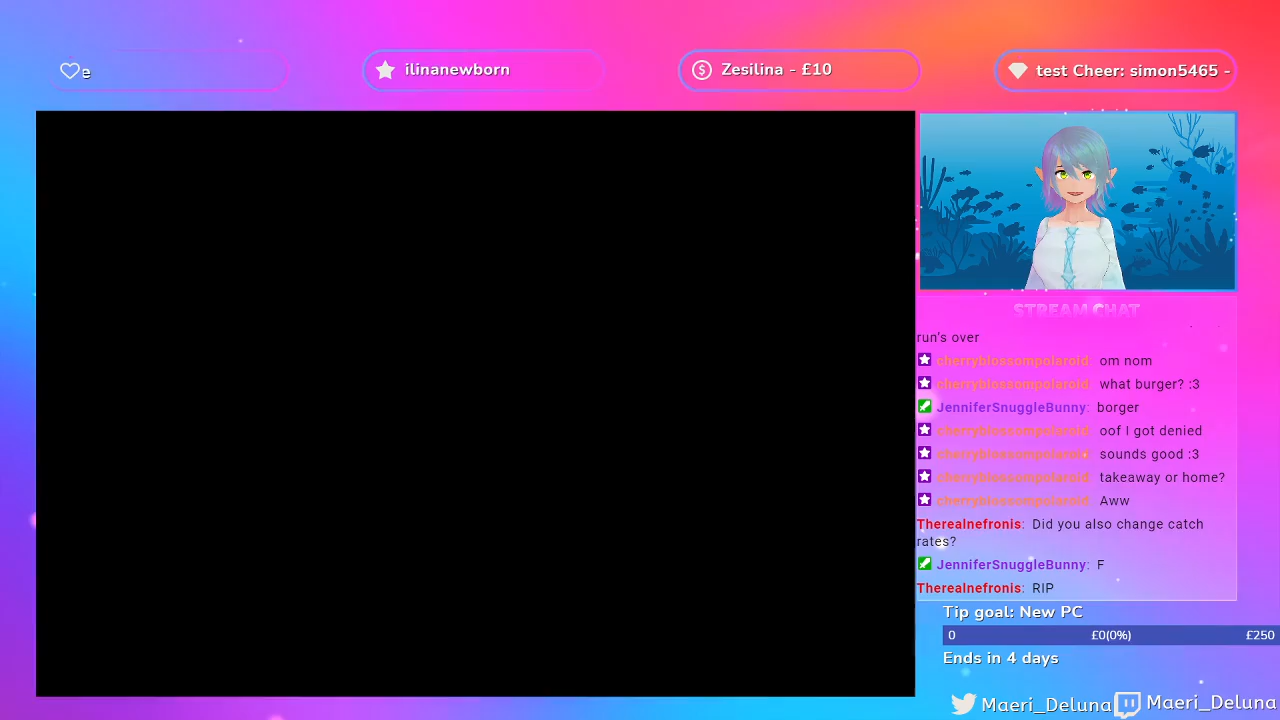 e
ilinanewborn
Zesilina - £10
test Cheer: simon5465 -
STREAM CHAT
run's over
cherryblossompolaroid: om nom
cherryblossompolaroid: what burger? :3
JenniferSnuggleBunny: borger
cherryblossompolaroid: oof I got denied
cherryblossompolaroid: sounds good :3
cherryblossompolaroid: takeaway or home?
cherryblossompolaroid: Aww
Therealnefronis: Did you also change catch
rates?
JenniferSnuggleBunny: F
Therealnefronis: RIP
Tip goal: New PC
0 £0(0%) £250
Ends in 4 days
Maeri_Deluna Maeri_Deluna